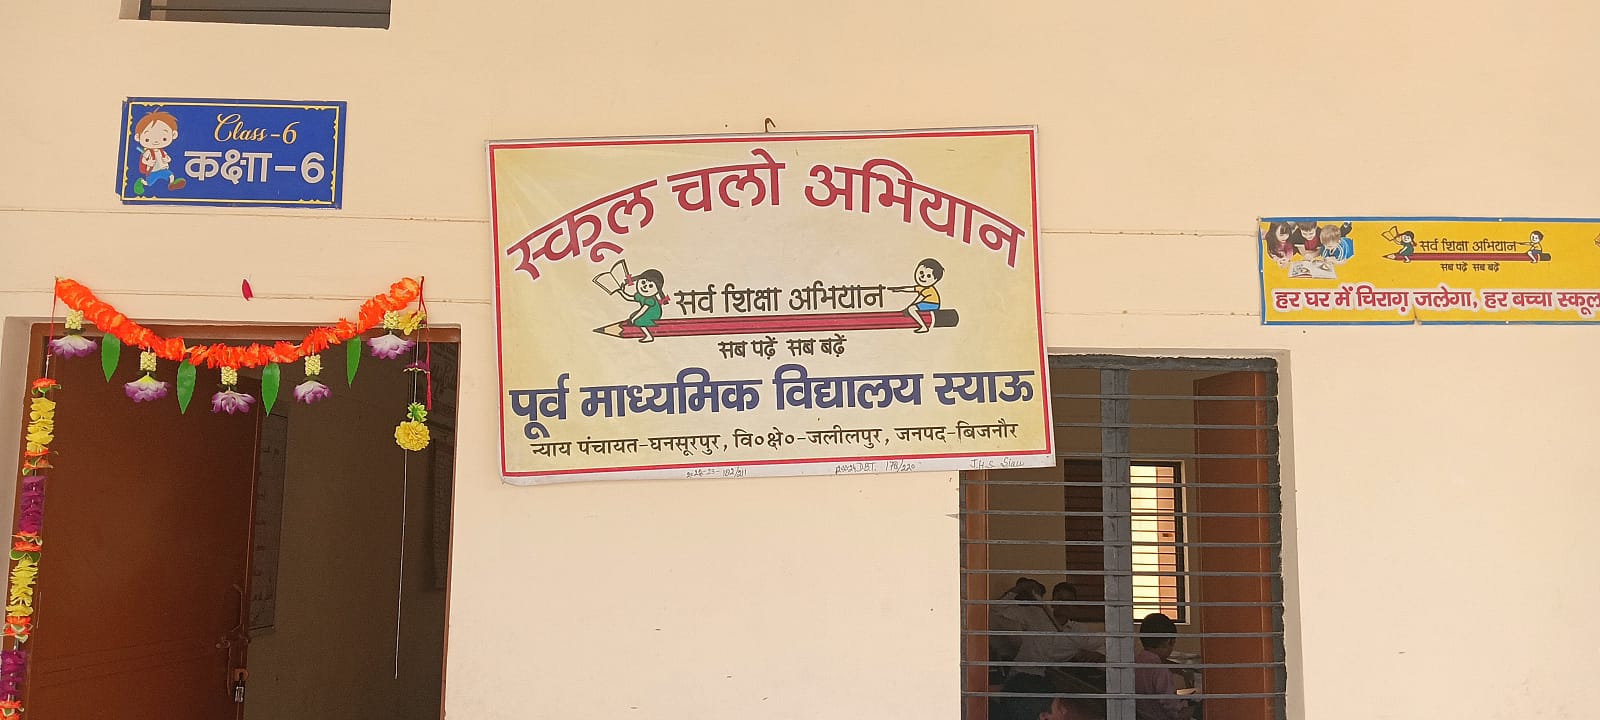 Class-6
कक्षा-6
स्कूल चलो अभियान
सर्व शिक्षा अभियान
सब पढ़ें सब बढ़ें
पूर्व माध्यमिक विद्यालय स्याऊ
न्याय पंचायत-घनसूरपुर, वि०क्षे०-जलीलपुर, जनपद-बिजनौर
J.H.S. Siau
सर्व शिक्षा अभियान
सब पढ़ें सब बढ़ें
हर घर में चिराग़ जलेगा, हर बच्चा स्कूल